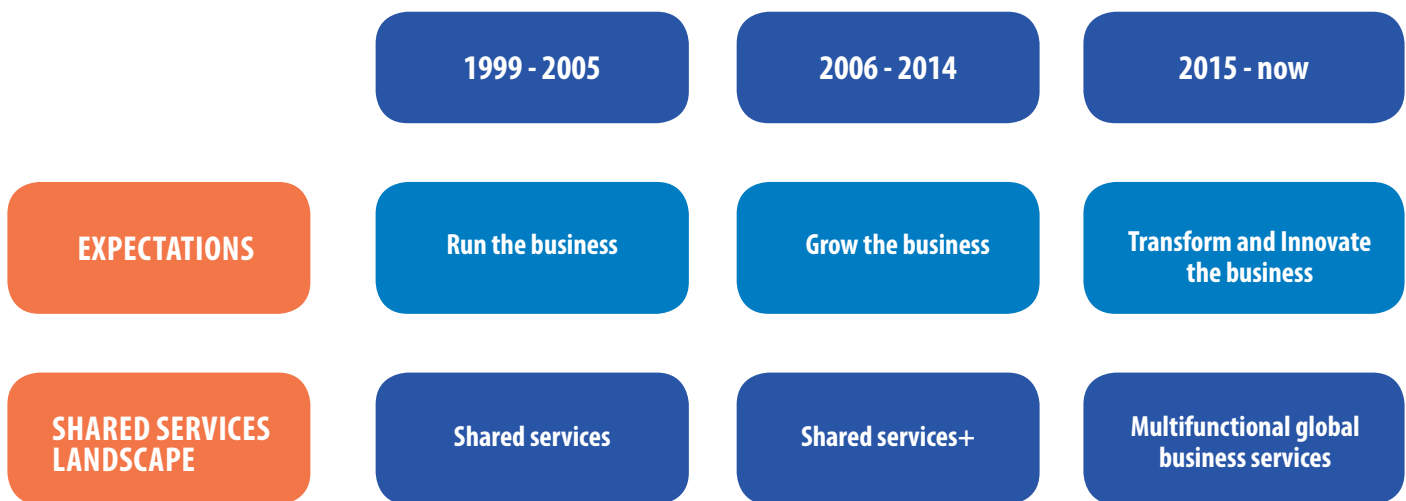 1999 - 2005
2006 - 2014
2015 - now
EXPECTATIONS
Run the business
Grow the business
Transform and Innovate
the business
SHARED SERVICES
LANDSCAPE
Shared services
Shared services+
Multifunctional global
business services